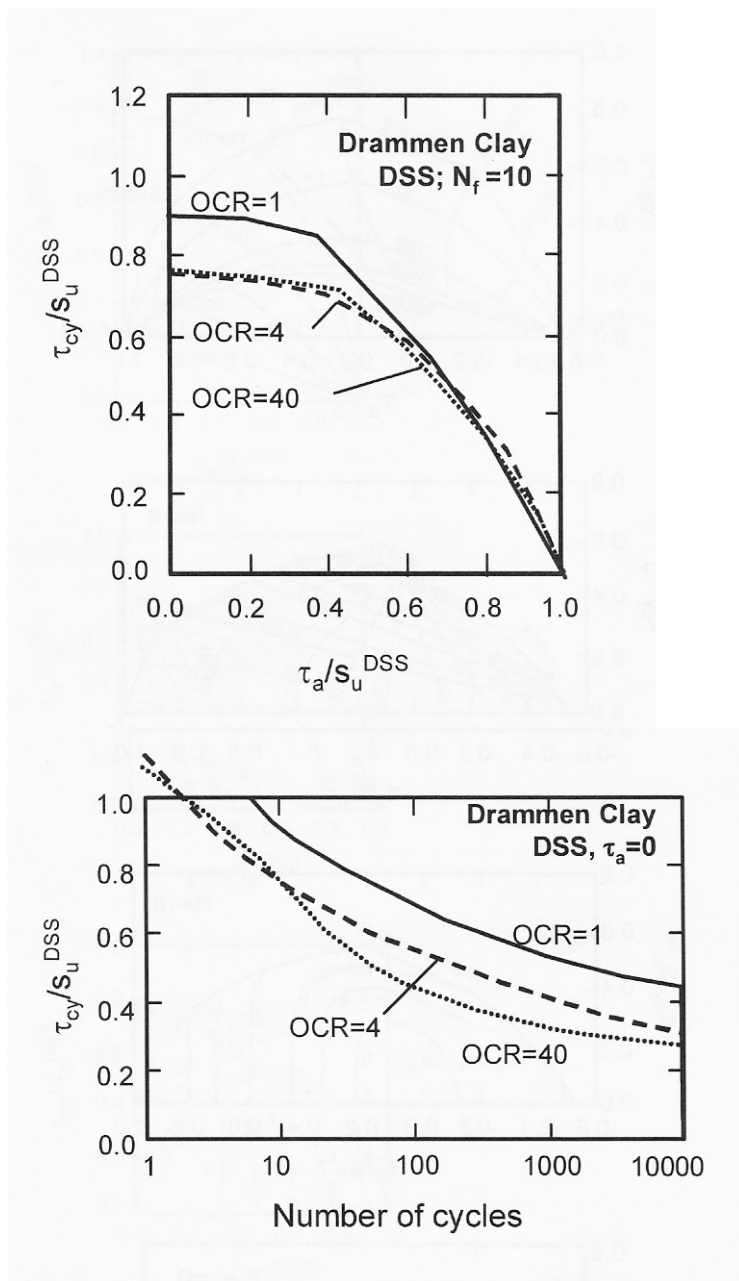 1.2
Drammen Clay
DSS; N_f =10
1.0
OCR=1
0.8
τ_cy/s_u^DSS
0.6
OCR=4
OCR=40
0.4
0.2
0.0
0.0 0.2 0.4 0.6 0.8 1.0
τ_a/s_u^DSS
1.0
Drammen Clay
DSS, τ_a=0
0.8
τ_cy/s_u^DSS
0.6
OCR=1
0.4
OCR=4
OCR=40
0.2
0.0
1 10 100 1000 10000
Number of cycles